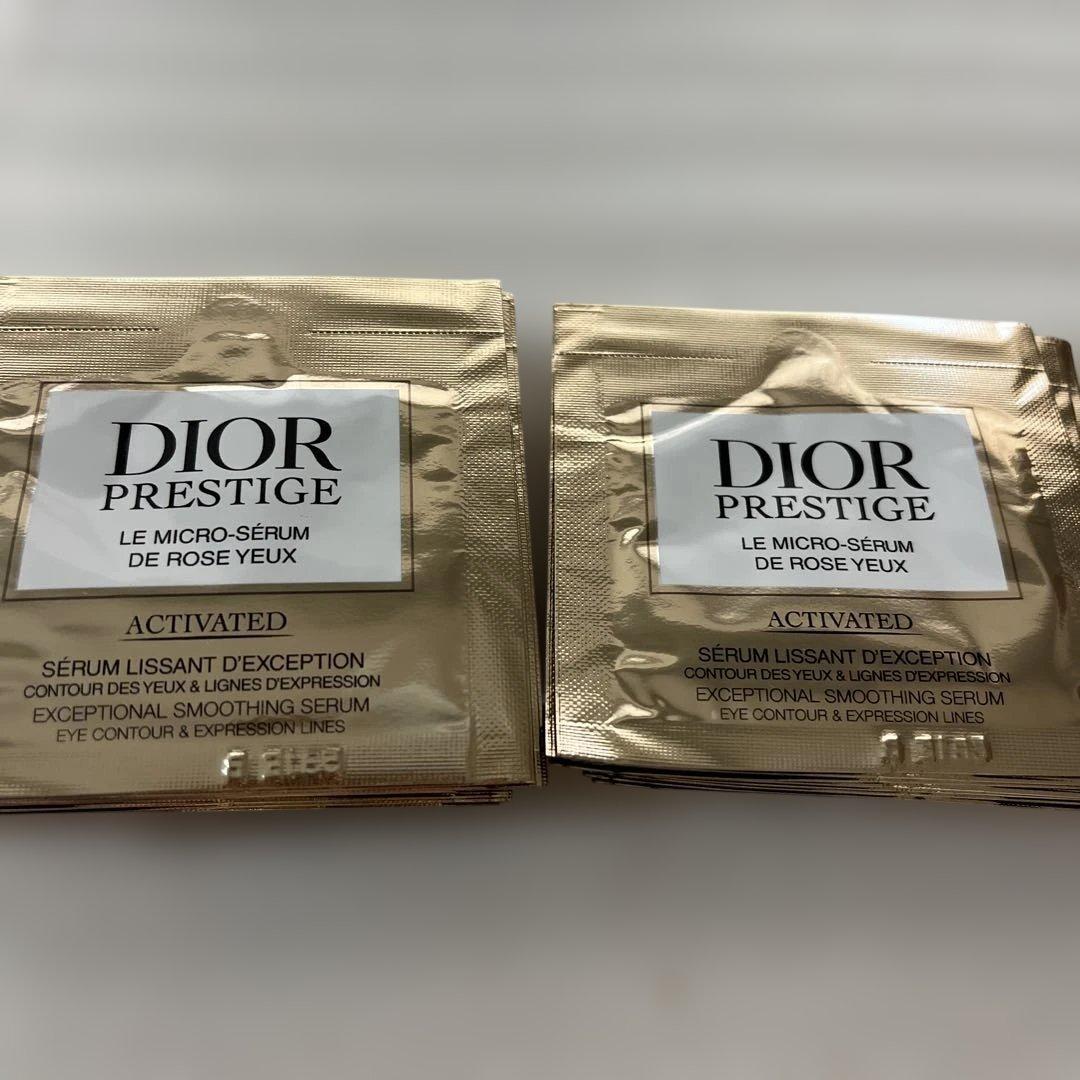 DIOR
PRESTIGE
LE MICRO-SÉRUM
DE ROSE YEUX
ACTIVATED
SÉRUM LISSANT D'EXCEPTION
CONTOUR DES YEUX & LIGNES D'EXPRESSION
EXCEPTIONAL SMOOTHING SERUM
EYE CONTOUR & EXPRESSION LINES
DIOR
PRESTIGE
LE MICRO-SÉRUM
DE ROSE YEUX
ACTIVATED
SÉRUM LISSANT D'EXCEPTION
CONTOUR DES YEUX & LIGNES D'EXPRESSION
EXCEPTIONAL SMOOTHING SERUM
EYE CONTOUR & EXPRESSION LINES